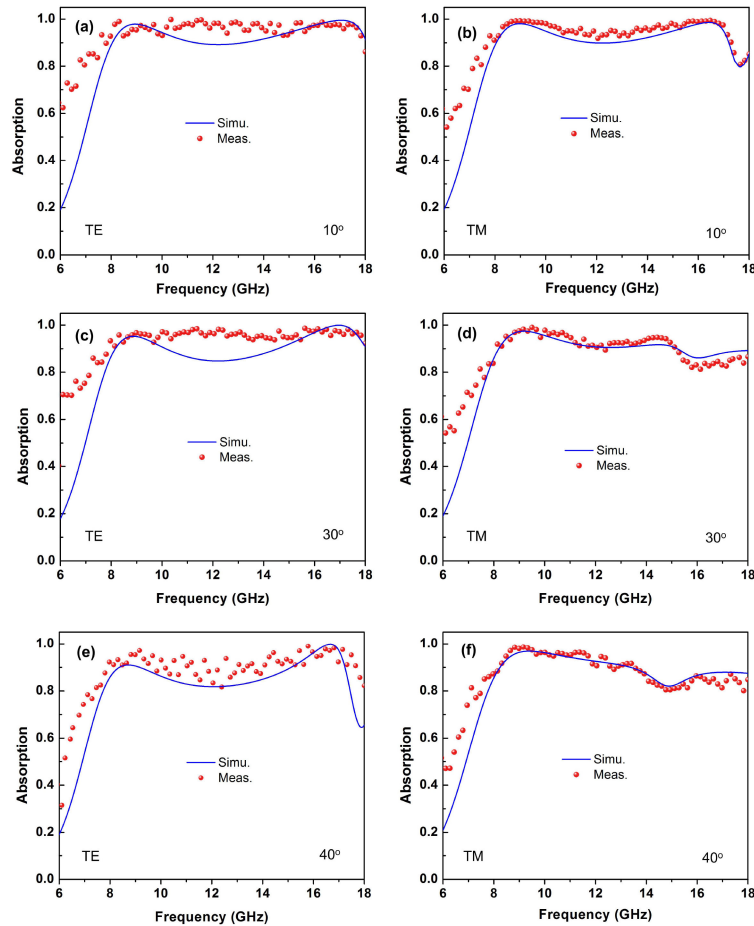 (a)
Absorption
1.0
0.8
0.6
0.4
0.2
0.0
Simu.
Meas.
TE
10°
6 8 10 12 14 16 18
Frequency (GHz)
(b)
Absorption
1.0
0.8
0.6
0.4
0.2
0.0
Simu.
Meas.
TM
10°
6 8 10 12 14 16 18
Frequency (GHz)
(c)
Absorption
1.0
0.8
0.6
0.4
0.2
0.0
Simu.
Meas.
TE
30°
6 8 10 12 14 16 18
Frequency (GHz)
(d)
Absorption
1.0
0.8
0.6
0.4
0.2
0.0
Simu.
Meas.
TM
30°
6 8 10 12 14 16 18
Frequency (GHz)
(e)
Absorption
1.0
0.8
0.6
0.4
0.2
0.0
Simu.
Meas.
TE
40°
6 8 10 12 14 16 18
Frequency (GHz)
(f)
Absorption
1.0
0.8
0.6
0.4
0.2
0.0
Simu.
Meas.
TM
40°
6 8 10 12 14 16 18
Frequency (GHz)